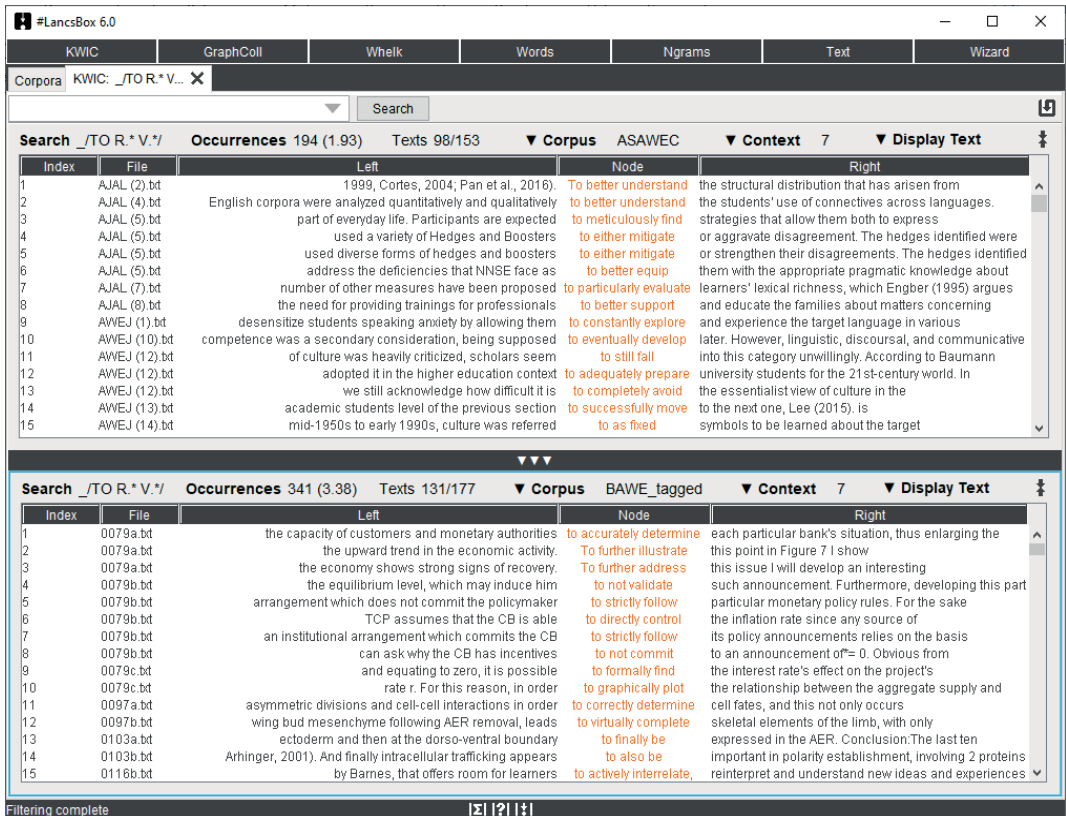 #LancsBox 6.0
KWIC GraphColl Whelk Words Ngrams Text Wizard
Corpora KWIC: _/TO R.* V...
Search
Search _/TO R.* V.*/ Occurrences 194 (1.93) Texts 98/153 ▼ Corpus ASAWEC ▼ Context 7 ▼ Display Text
Index File Left Node Right
1 AJAL (2).txt 1999, Cortes, 2004; Pan et al., 2016). To better understand the structural distribution that has arisen from
2 AJAL (4).txt English corpora were analyzed quantitatively and qualitatively to better understand the students' use of connectives across languages.
3 AJAL (5).txt part of everyday life. Participants are expected to meticulously find strategies that allow them both to express
4 AJAL (5).txt used a variety of Hedges and Boosters to either mitigate or aggravate disagreement. The hedges identified were
5 AJAL (5).txt used diverse forms of hedges and boosters to either mitigate or strengthen their disagreements. The hedges identified
6 AJAL (5).txt address the deficiencies that NNSE face as to better equip them with the appropriate pragmatic knowledge about
7 AJAL (7).txt number of other measures have been proposed to particularly evaluate learners' lexical richness, which Engber (1995) argues
8 AJAL (8).txt the need for providing trainings for professionals to better support and educate the families about matters concerning
9 AWEJ (1).txt desensitize students speaking anxiety by allowing them to constantly explore and experience the target language in various
10 AWEJ (10).txt competence was a secondary consideration, being supposed to eventually develop later. However, linguistic, discoursal, and communicative
11 AWEJ (12).txt of culture was heavily criticized, scholars seem to still fall into this category unwillingly. According to Baumann
12 AWEJ (12).txt adopted it in the higher education context to adequately prepare university students for the 21st-century world. In
13 AWEJ (12).txt we still acknowledge how difficult it is to completely avoid the essentialist view of culture in the
14 AWEJ (13).txt academic students level of the previous section to successfully move to the next one, Lee (2015). is
15 AWEJ (14).txt mid-1950s to early 1990s, culture was referred to as fixed symbols to be learned about the target
▼▼▼
Search _/TO R.* V.*/ Occurrences 341 (3.38) Texts 131/177 ▼ Corpus BAWE_tagged ▼ Context 7 ▼ Display Text
Index File Left Node Right
1 0079a.txt the capacity of customers and monetary authorities to accurately determine each particular bank's situation, thus enlarging the
2 0079a.txt the upward trend in the economic activity. To further illustrate this point in Figure 7 I show
3 0079a.txt the economy shows strong signs of recovery. To further address this issue I will develop an interesting
4 0079b.txt the equilibrium level, which may induce him to not validate such announcement. Furthermore, developing this part
5 0079b.txt arrangement which does not commit the policymaker to strictly follow particular monetary policy rules. For the sake
6 0079b.txt TCP assumes that the CB is able to directly control the inflation rate since any source of
7 0079b.txt an institutional arrangement which commits the CB to strictly follow its policy announcements relies on the basis
8 0079b.txt can ask why the CB has incentives to not commit to an announcement of*= 0. Obvious from
9 0079c.txt and equating to zero, it is possible to formally find the interest rate's effect on the project's
10 0079c.txt rate r. For this reason, in order to graphically plot the relationship between the aggregate supply and
11 0097a.txt asymmetric divisions and cell-cell interactions in order to correctly determine cell fates, and this not only occurs
12 0097b.txt wing bud mesenchyme following AER removal, leads to virtually complete skeletal elements of the limb, with only
13 0103a.txt ectoderm and then at the dorso-ventral boundary to finally be expressed in the AER. Conclusion:The last ten
14 0103b.txt Arhinger, 2001). And finally intracellular trafficking appears to also be important in polarity establishment, involving 2 proteins
15 0116b.txt by Barnes, that offers room for learners to actively interrelate, reinterpret and understand new ideas and experiences
Filtering complete |Σ| |?| |‡|